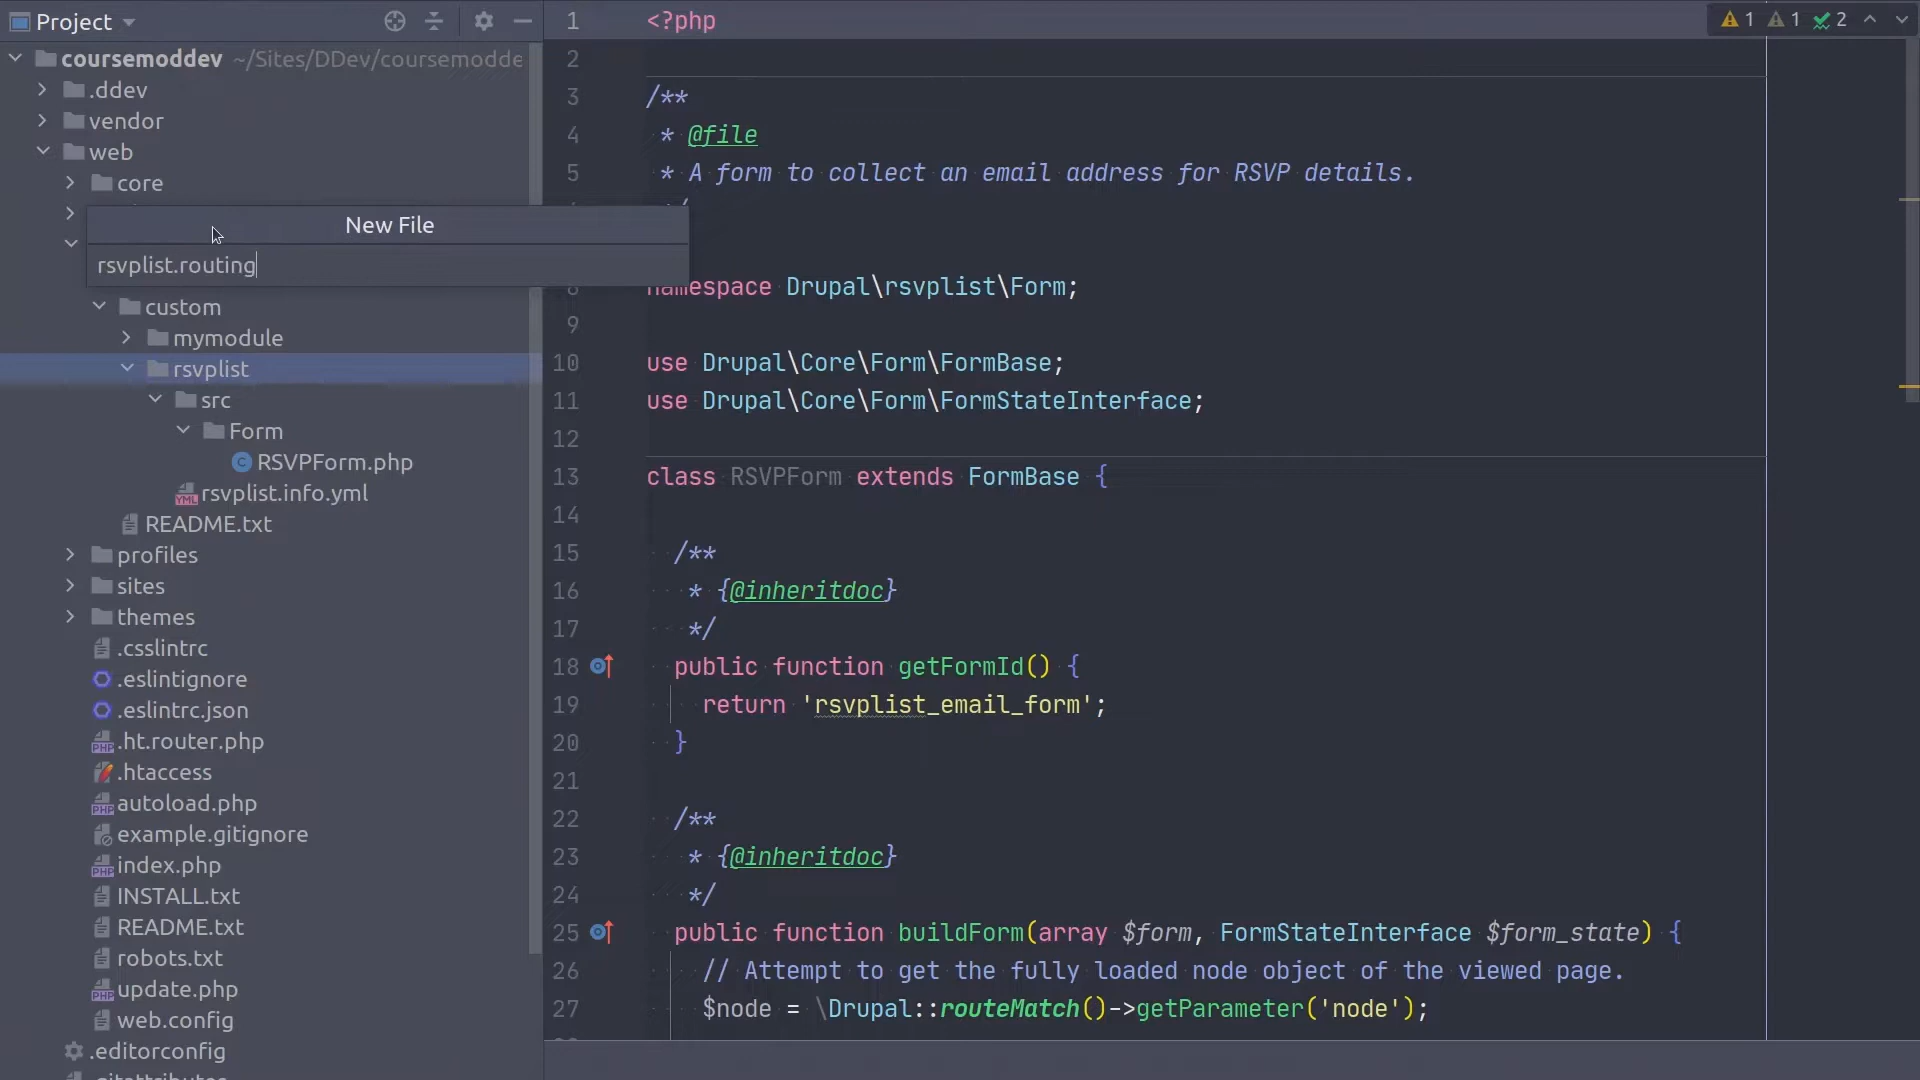 Project
coursemoddev ~/Sites/DDev/coursemodde
.ddev
vendor
web
core
New File
rsvplist.routing
custom
mymodule
rsvplist
src
Form
RSVPForm.php
rsvplist.info.yml
README.txt
profiles
sites
themes
.csslintrc
.eslintignore
.eslintrc.json
.ht.router.php
.htaccess
autoload.php
example.gitignore
index.php
INSTALL.txt
README.txt
robots.txt
update.php
web.config
.editorconfig
1 <?php
2
3 /**
4 * @file
5 * A form to collect an email address for RSVP details.
8 namespace Drupal\rsvplist\Form;
9
10 use Drupal\Core\Form\FormBase;
11 use Drupal\Core\Form\FormStateInterface;
12
13 class RSVPForm extends FormBase {
14
15 /**
16 * {@inheritdoc}
17 */
18 public function getFormId() {
19 return 'rsvplist_email_form';
20 }
21
22 /**
23 * {@inheritdoc}
24 */
25 public function buildForm(array $form, FormStateInterface $form_state) {
26 // Attempt to get the fully loaded node object of the viewed page.
27 $node = \Drupal::routeMatch()->getParameter('node');
1 1 2